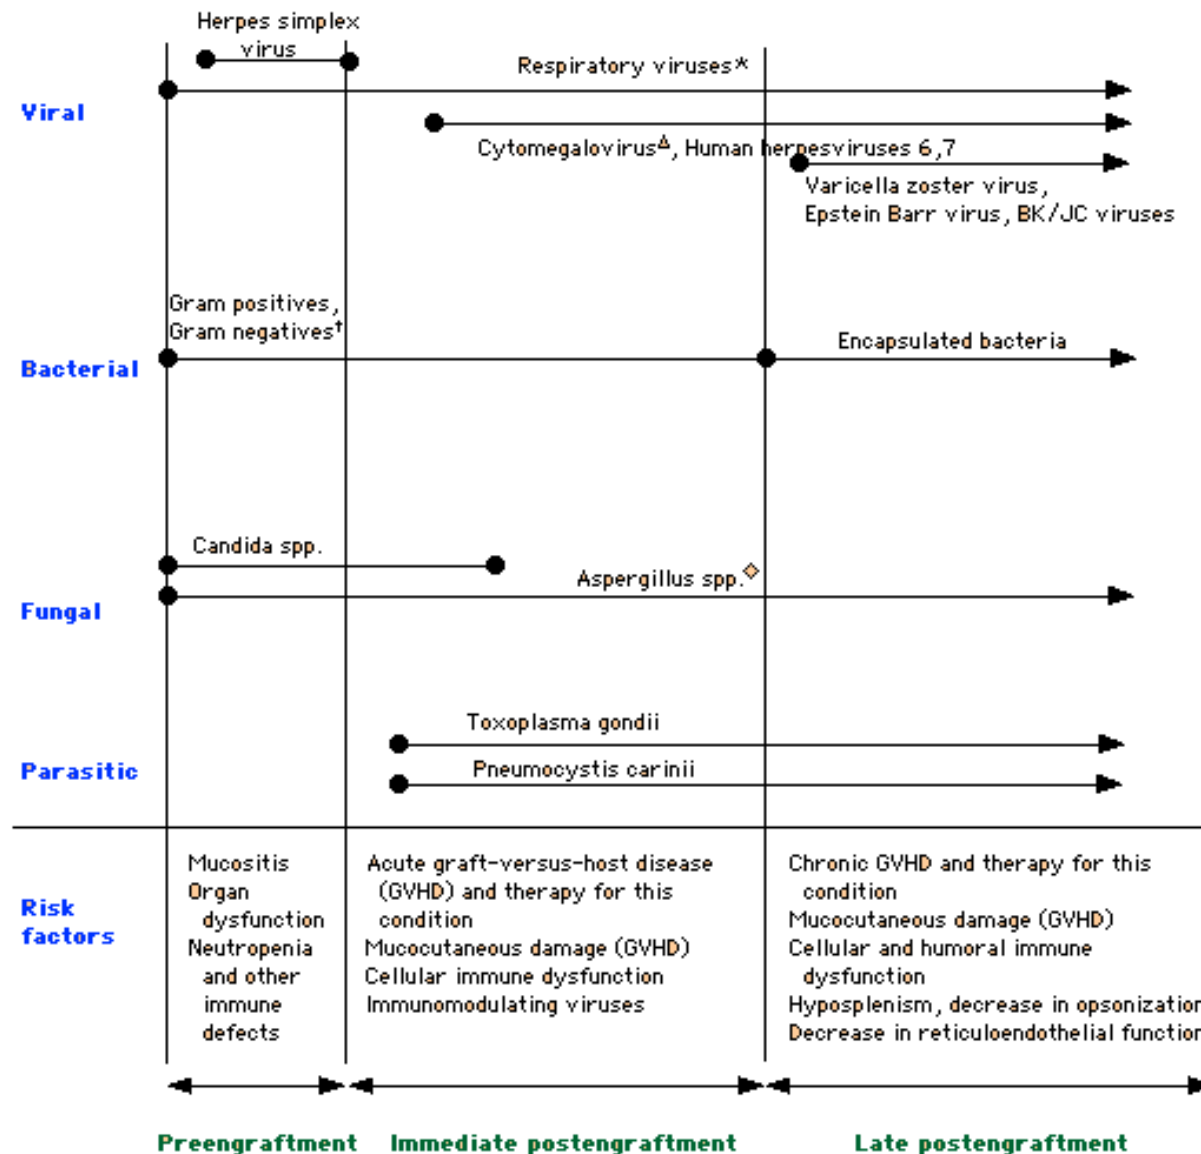 Herpes simplex
virus
Respiratory viruses*
Viral
Cytomegalovirus△, Human herpesviruses 6,7
Varicella zoster virus,
Epstein Barr virus, BK/JC viruses
Gram positives,
Gram negatives†
Encapsulated bacteria
Bacterial
Candida spp.
Aspergillus spp.◇
Fungal
Toxoplasma gondii
Parasitic
Pneumocystis carinii
Risk
factors
Mucositis
Organ
dysfunction
Neutropenia
and other
immune
defects
Acute graft-versus-host disease
(GVHD) and therapy for this
condition
Mucocutaneous damage (GVHD)
Cellular immune dysfunction
Immunomodulating viruses
Chronic GVHD and therapy for this
condition
Mucocutaneous damage (GVHD)
Cellular and humoral immune
dysfunction
Hyposplenism, decrease in opsonization
Decrease in reticuloendothelial function
Preengraftment
Immediate postengraftment
Late postengraftment